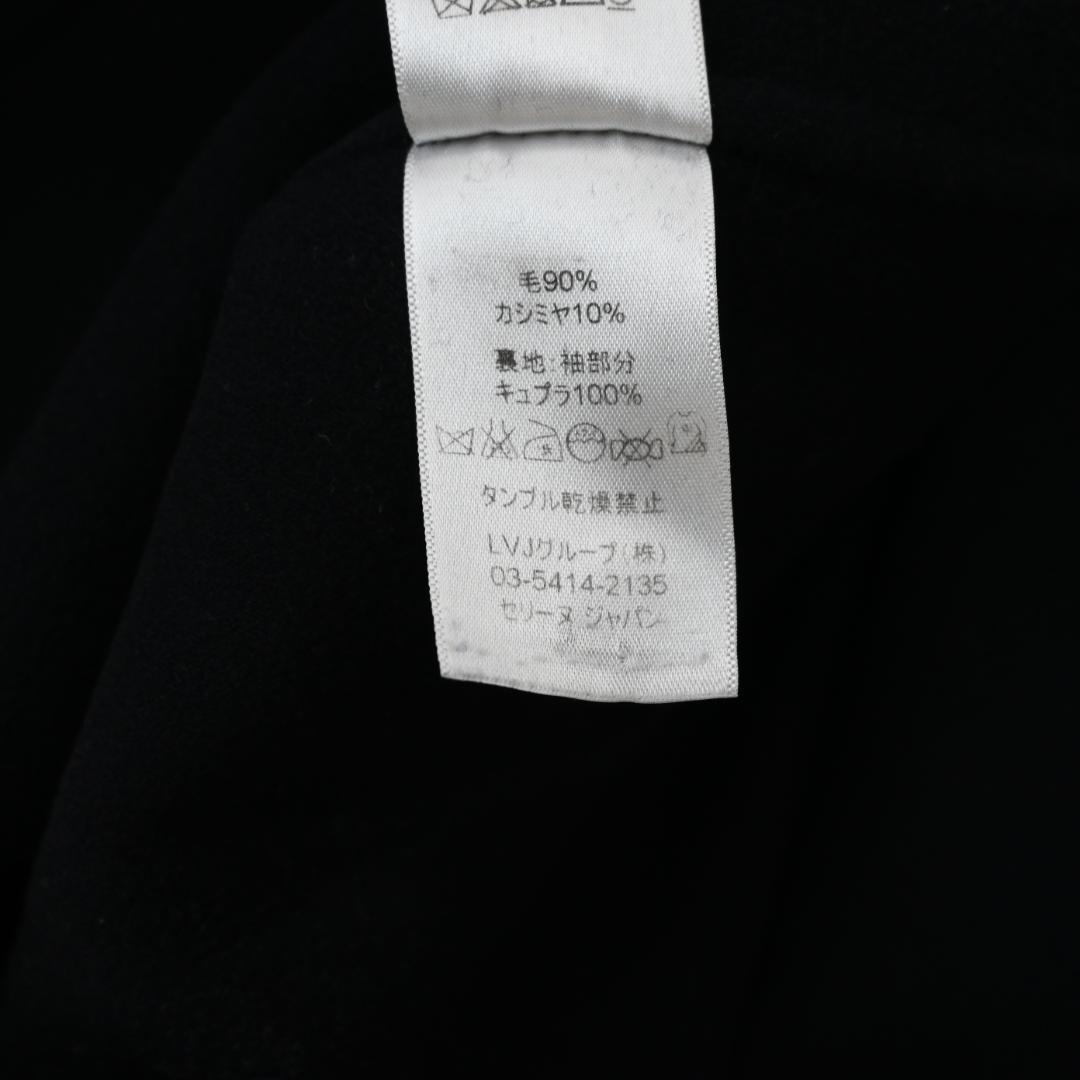 毛90%
カシミヤ10%
裏地:袖部分
キュプラ100%
タンブル乾燥禁止
LVJグループ(株)
03-5414-2135
セリーヌ ジャパン